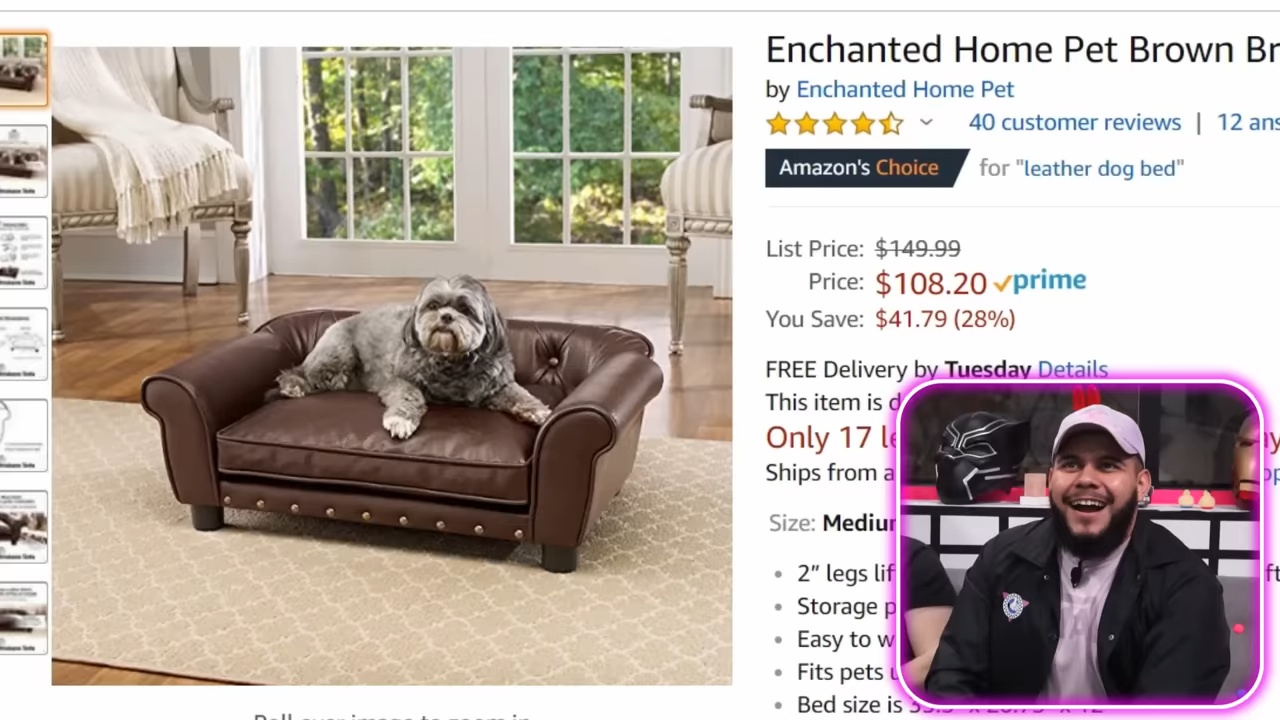 Enchanted Home Pet Brown Br
by Enchanted Home Pet
40 customer reviews | 12 ans
Amazon's Choice for "leather dog bed"
List Price: $149.99
Price: $108.20 prime
You Save: $41.79 (28%)
FREE Delivery by Tuesday Details
This item is d
Only 17 le
Ships from a
Size: Mediur
• 2" legs lif
• Storage p
• Easy to w
• Fits pets u
• Bed size is
Roll over image to zoom in